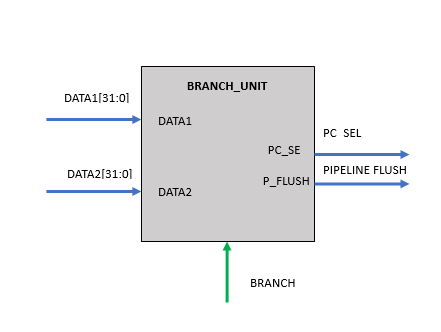 BRANCH_UNIT
DATA1[31:0]
DATA1
PC SEL
PC_SE
PIPELINE FLUSH
DATA2[31:0]
P_FLUSH
DATA2
BRANCH